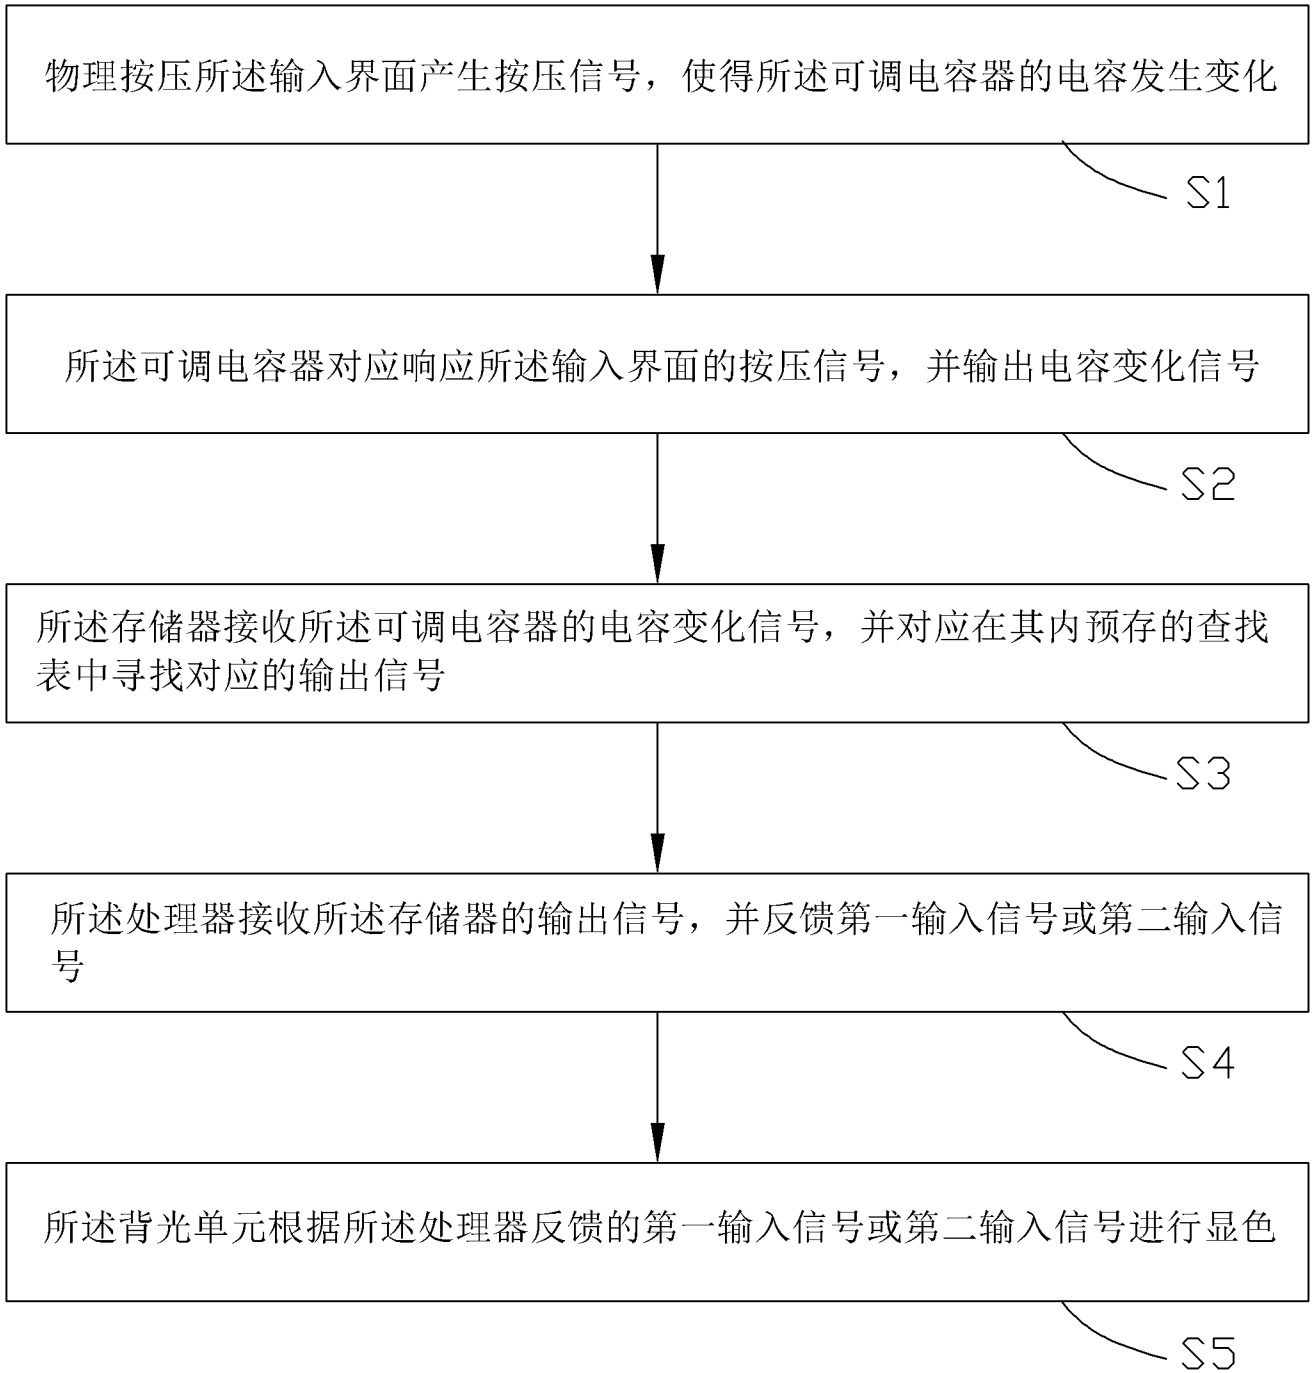 物理按压所述输入界面产生按压信号，使得所述可调电容器的电容发生变化
S1
所述可调电容器对应响应所述输入界面的按压信号，并输出电容变化信号
S2
所述存储器接收所述可调电容器的电容变化信号，并对应在其内预存的查找
表中寻找对应的输出信号
S3
所述处理器接收所述存储器的输出信号，并反馈第一输入信号或第二输入信
号
S4
所述背光单元根据所述处理器反馈的第一输入信号或第二输入信号进行显色
S5